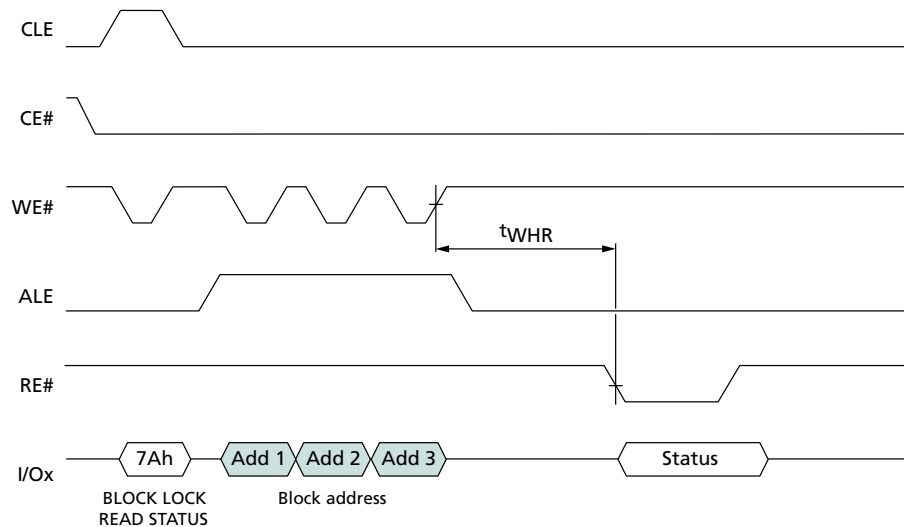 CLE
CE#
WE#
tWHR
ALE
RE#
I/Ox
7Ah
Add 1
Add 2
Add 3
Status
BLOCK LOCK
READ STATUS
Block address